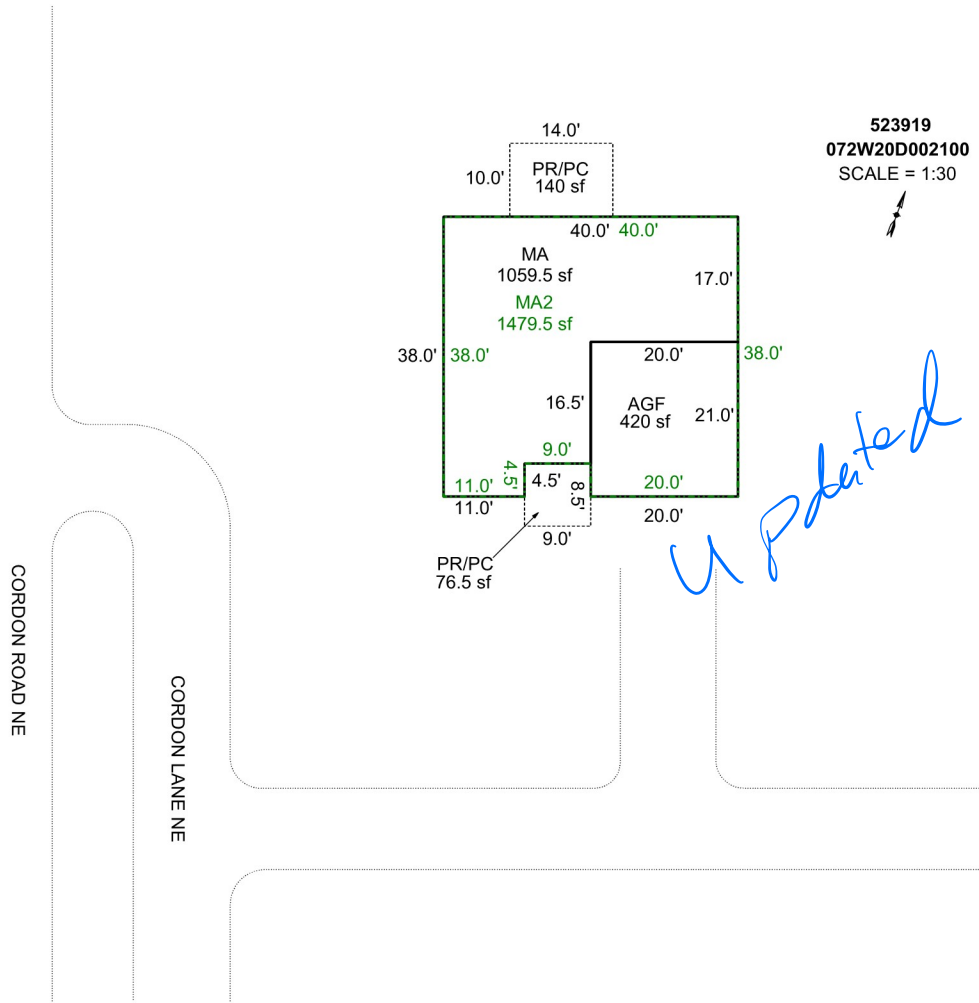 523919
072W20D002100
SCALE = 1:30
14.0'
10.0'
PR/PC
140 sf
40.0' 40.0'
MA
1059.5 sf
MA2
1479.5 sf
17.0'
38.0' 38.0'
20.0'
38.0'
16.5'
AGF
420 sf
21.0'
9.0'
4.5'
4.5'
8.5'
11.0'
11.0'
20.0'
20.0'
9.0'
PR/PC
76.5 sf
Updated
CORDON ROAD NE
CORDON LANE NE